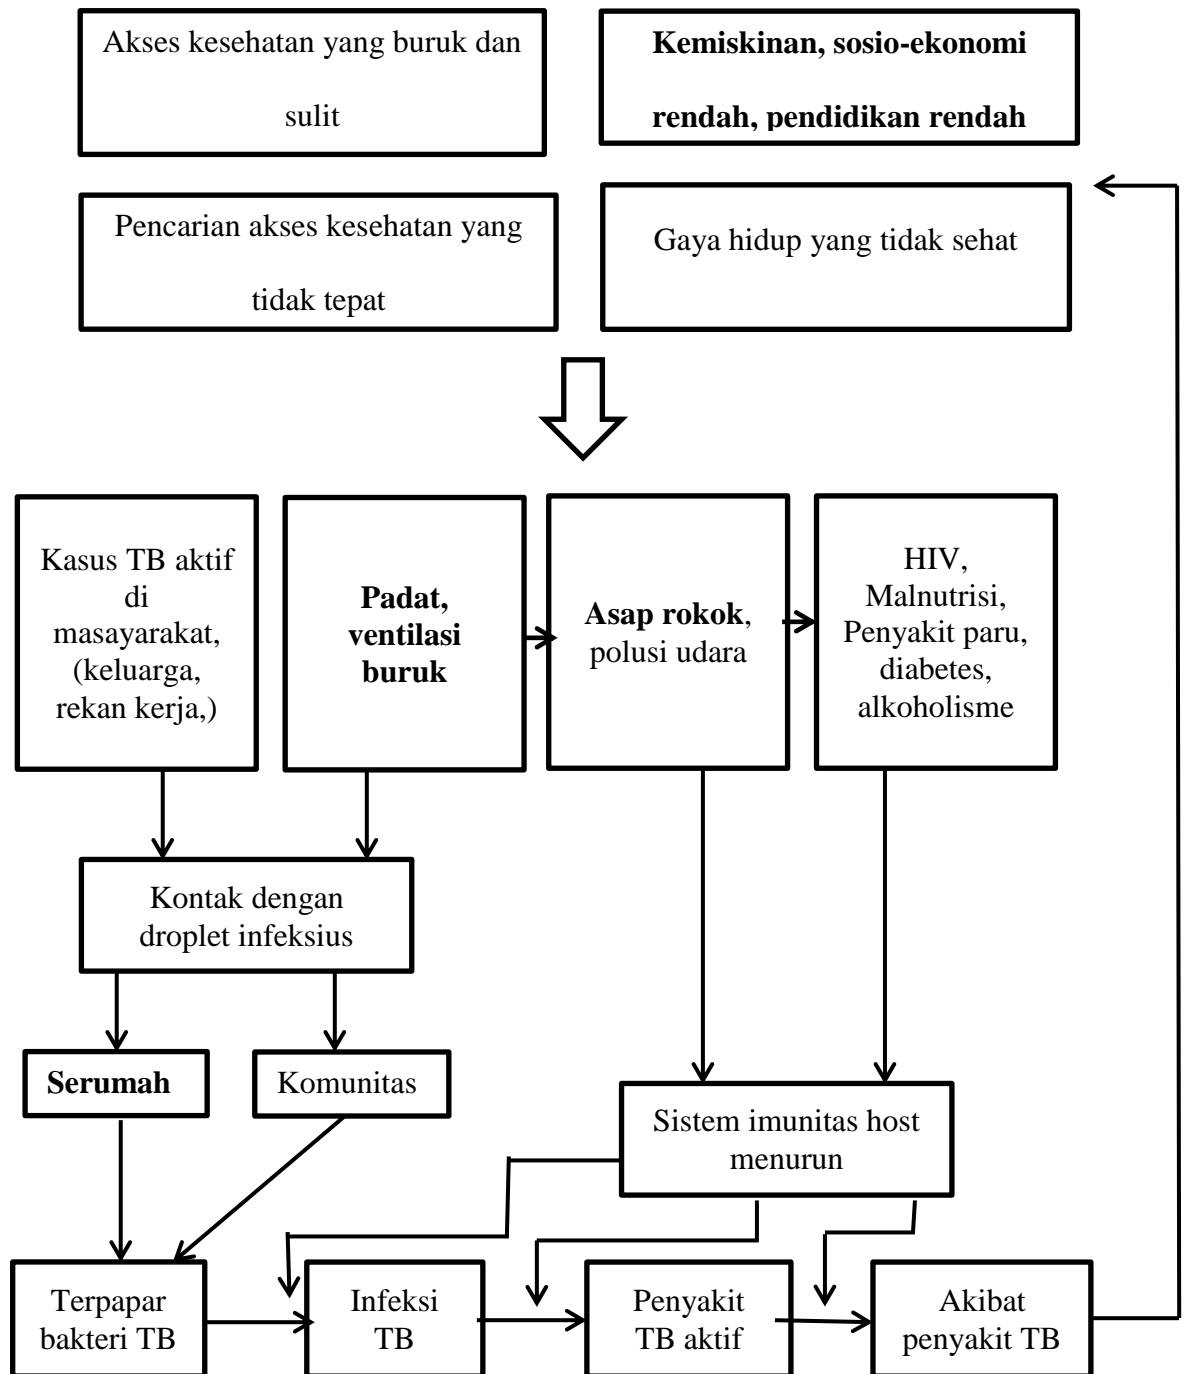 Akses kesehatan yang buruk dan
sulit
Kemiskinan, sosio-ekonomi
rendah, pendidikan rendah
Pencarian akses kesehatan yang
tidak tepat
Gaya hidup yang tidak sehat
Kasus TB aktif
di
masayarakat,
(keluarga,
rekan kerja,)
Padat,
ventilasi
buruk
Asap rokok,
polusi udara
HIV,
Malnutrisi,
Penyakit paru,
diabetes,
alkoholisme
Kontak dengan
droplet infeksius
Serumah
Komunitas
Sistem imunitas host
menurun
Terpapar
bakteri TB
Infeksi
TB
Penyakit
TB aktif
Akibat
penyakit TB